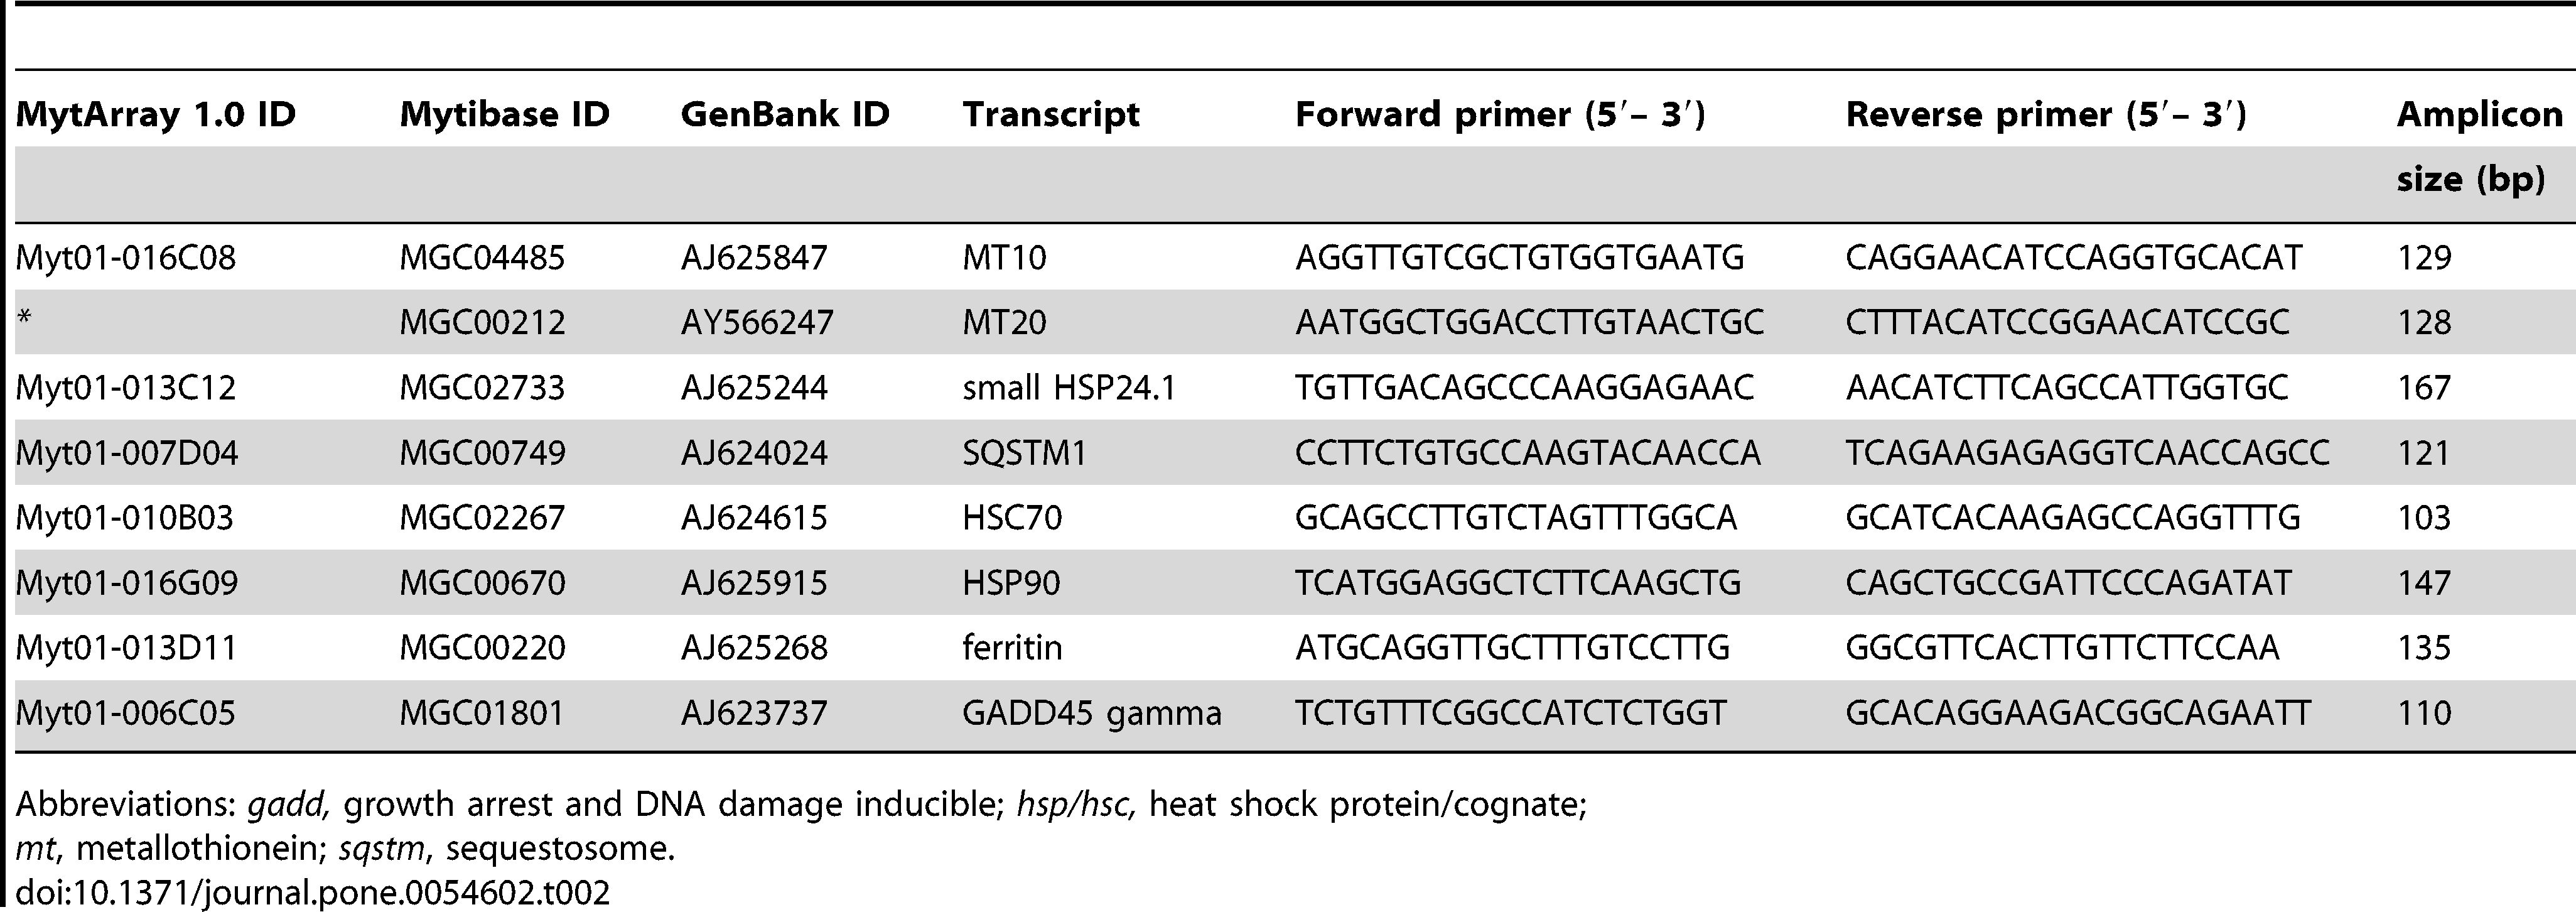 MytArray 1.0 ID Mytibase ID GenBank ID Transcript Forward primer (5′– 3′) Reverse primer (5′– 3′) Amplicon
size (bp)
Myt01-016C08 MGC04485 AJ625847 MT10 AGGTTGTCGCTGTGGTGAATG CAGGAACATCCAGGTGCACAT 129
* MGC00212 AY566247 MT20 AATGGCTGGACCTTGTAACTGC CTTTACATCCGGAACATCCGC 128
Myt01-013C12 MGC02733 AJ625244 small HSP24.1 TGTTGACAGCCCAAGGAGAAC AACATCTTCAGCCATTGGTGC 167
Myt01-007D04 MGC00749 AJ624024 SQSTM1 CCTTCTGTGCCAAGTACAACCA TCAGAAGAGAGGTCAACCAGCC 121
Myt01-010B03 MGC02267 AJ624615 HSC70 GCAGCCTTGTCTAGTTTGGCA GCATCACAAGAGCCAGGTTTG 103
Myt01-016G09 MGC00670 AJ625915 HSP90 TCATGGAGGCTCTTCAAGCTG CAGCTGCCGATTCCCAGATAT 147
Myt01-013D11 MGC00220 AJ625268 ferritin ATGCAGGTTGCTTTGTCCTTG GGCGTTCACTTGTTCTTCCAA 135
Myt01-006C05 MGC01801 AJ623737 GADD45 gamma TCTGTTTCGGCCATCTCTGGT GCACAGGAAGACGGCAGAATT 110
Abbreviations: gadd, growth arrest and DNA damage inducible; hsp/hsc, heat shock protein/cognate;
mt, metallothionein; sqstm, sequestosome.
doi:10.1371/journal.pone.0054602.t002